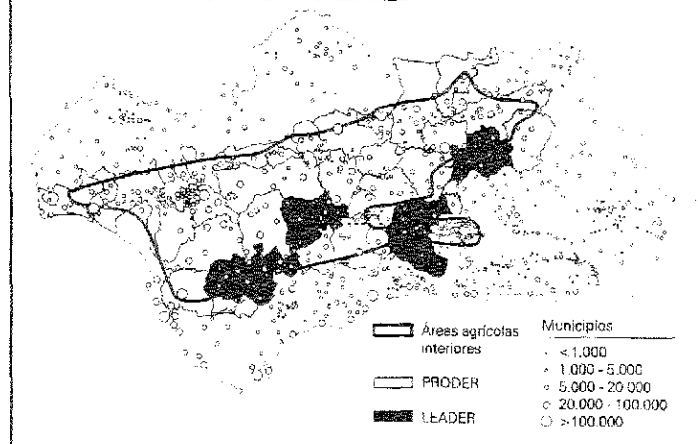 Áreas agrícolas
interiores
PRODER
LEADER
Municipios
< 1.000
1.000 - 5.000
5.000 - 20.000
20.000 - 100.000
> 100.000